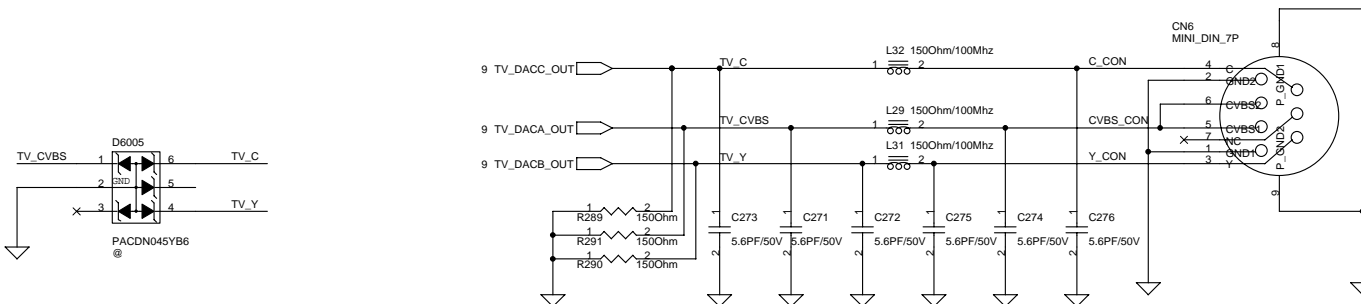 CN6
MINI_DIN_7P
8
L32 150Ohm/100Mhz
9 TV_DACC_OUT
TV_C
1
2
C_CON
4 C
2 GND2
P_GND1
6 CVBS2
L29 150Ohm/100Mhz
9 TV_DACA_OUT
TV_CVBS
1
2
CVBS_CON
5 CVBS1
7 NC
L31 150Ohm/100Mhz
9 TV_DACB_OUT
TV_Y
1
2
Y_CON
1 GND1
3 Y
P_GND2
9
D6005
TV_CVBS
1
6
TV_C
2
GND
5
3
4
TV_Y
PACDN045YB6
@
1
2
R289
150Ohm
1
2
R291
150Ohm
1
2
R290
150Ohm
1
C273
5.6PF/50V
2
1
C271
5.6PF/50V
2
1
C272
5.6PF/50V
2
1
C275
5.6PF/50V
2
1
C274
5.6PF/50V
2
1
C276
5.6PF/50V
2